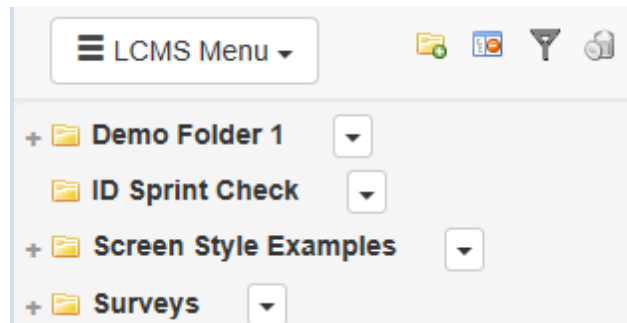 LCMS Menu
Demo Folder 1
ID Sprint Check
Screen Style Examples
Surveys